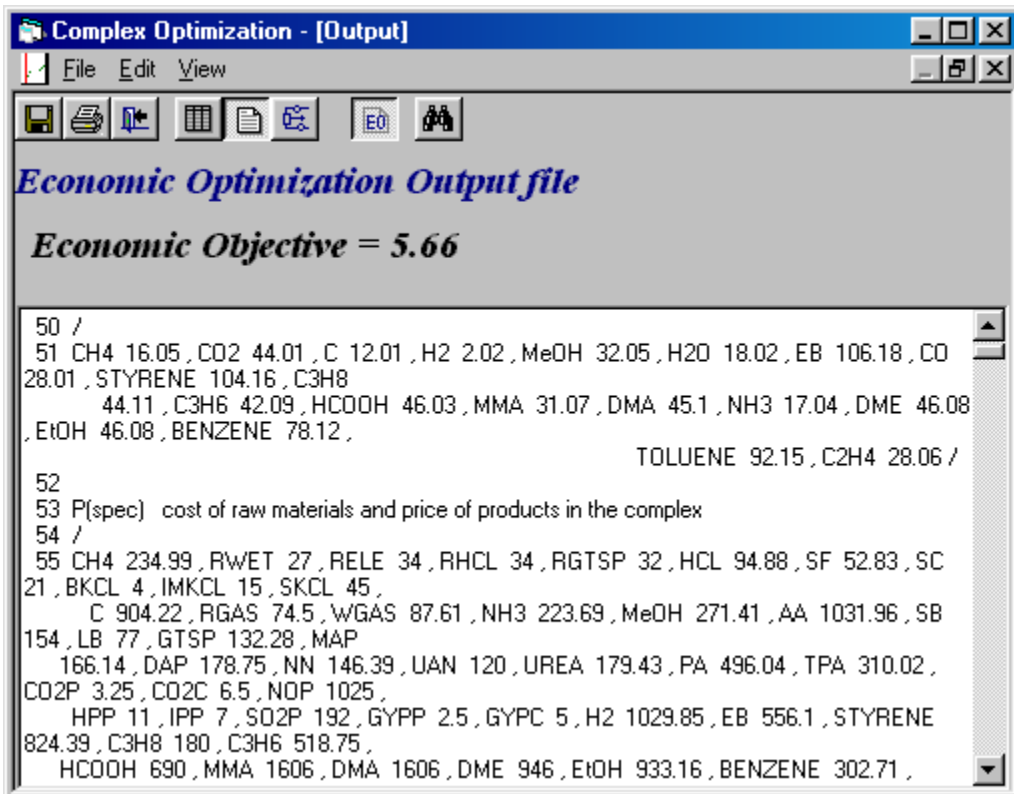 Complex Optimization - [Output]
File Edit View
E0
Economic Optimization Output file
Economic Objective = 5.66
50 /
51 CH4 16.05 , CO2 44.01 , C 12.01 , H2 2.02 , MeOH 32.05 , H2O 18.02 , EB 106.18 , CO
28.01 , STYRENE 104.16 , C3H8
44.11 , C3H6 42.09 , HCOOH 46.03 , MMA 31.07 , DMA 45.1 , NH3 17.04 , DME 46.08
, EtOH 46.08 , BENZENE 78.12 ,
TOLUENE 92.15 , C2H4 28.06 /
52
53 P(spec) cost of raw materials and price of products in the complex
54 /
55 CH4 234.99 , RWET 27 , RELE 34 , RHCL 34 , RGTSP 32 , HCL 94.88 , SF 52.83 , SC
21 , BKCL 4 , IMKCL 15 , SKCL 45 ,
C 904.22 , RGAS 74.5 , WGAS 87.61 , NH3 223.69 , MeOH 271.41 , AA 1031.96 , SB
154 , LB 77 , GTSP 132.28 , MAP
166.14 , DAP 178.75 , NN 146.39 , UAN 120 , UREA 179.43 , PA 496.04 , TPA 310.02 ,
CO2P 3.25 , CO2C 6.5 , NOP 1025 ,
HPP 11 , IPP 7 , SO2P 192 , GYPP 2.5 , GYPC 5 , H2 1029.85 , EB 556.1 , STYRENE
824.39 , C3H8 180 , C3H6 518.75 ,
HCOOH 690 , MMA 1606 , DMA 1606 , DME 946 , EtOH 933.16 , BENZENE 302.71 ,